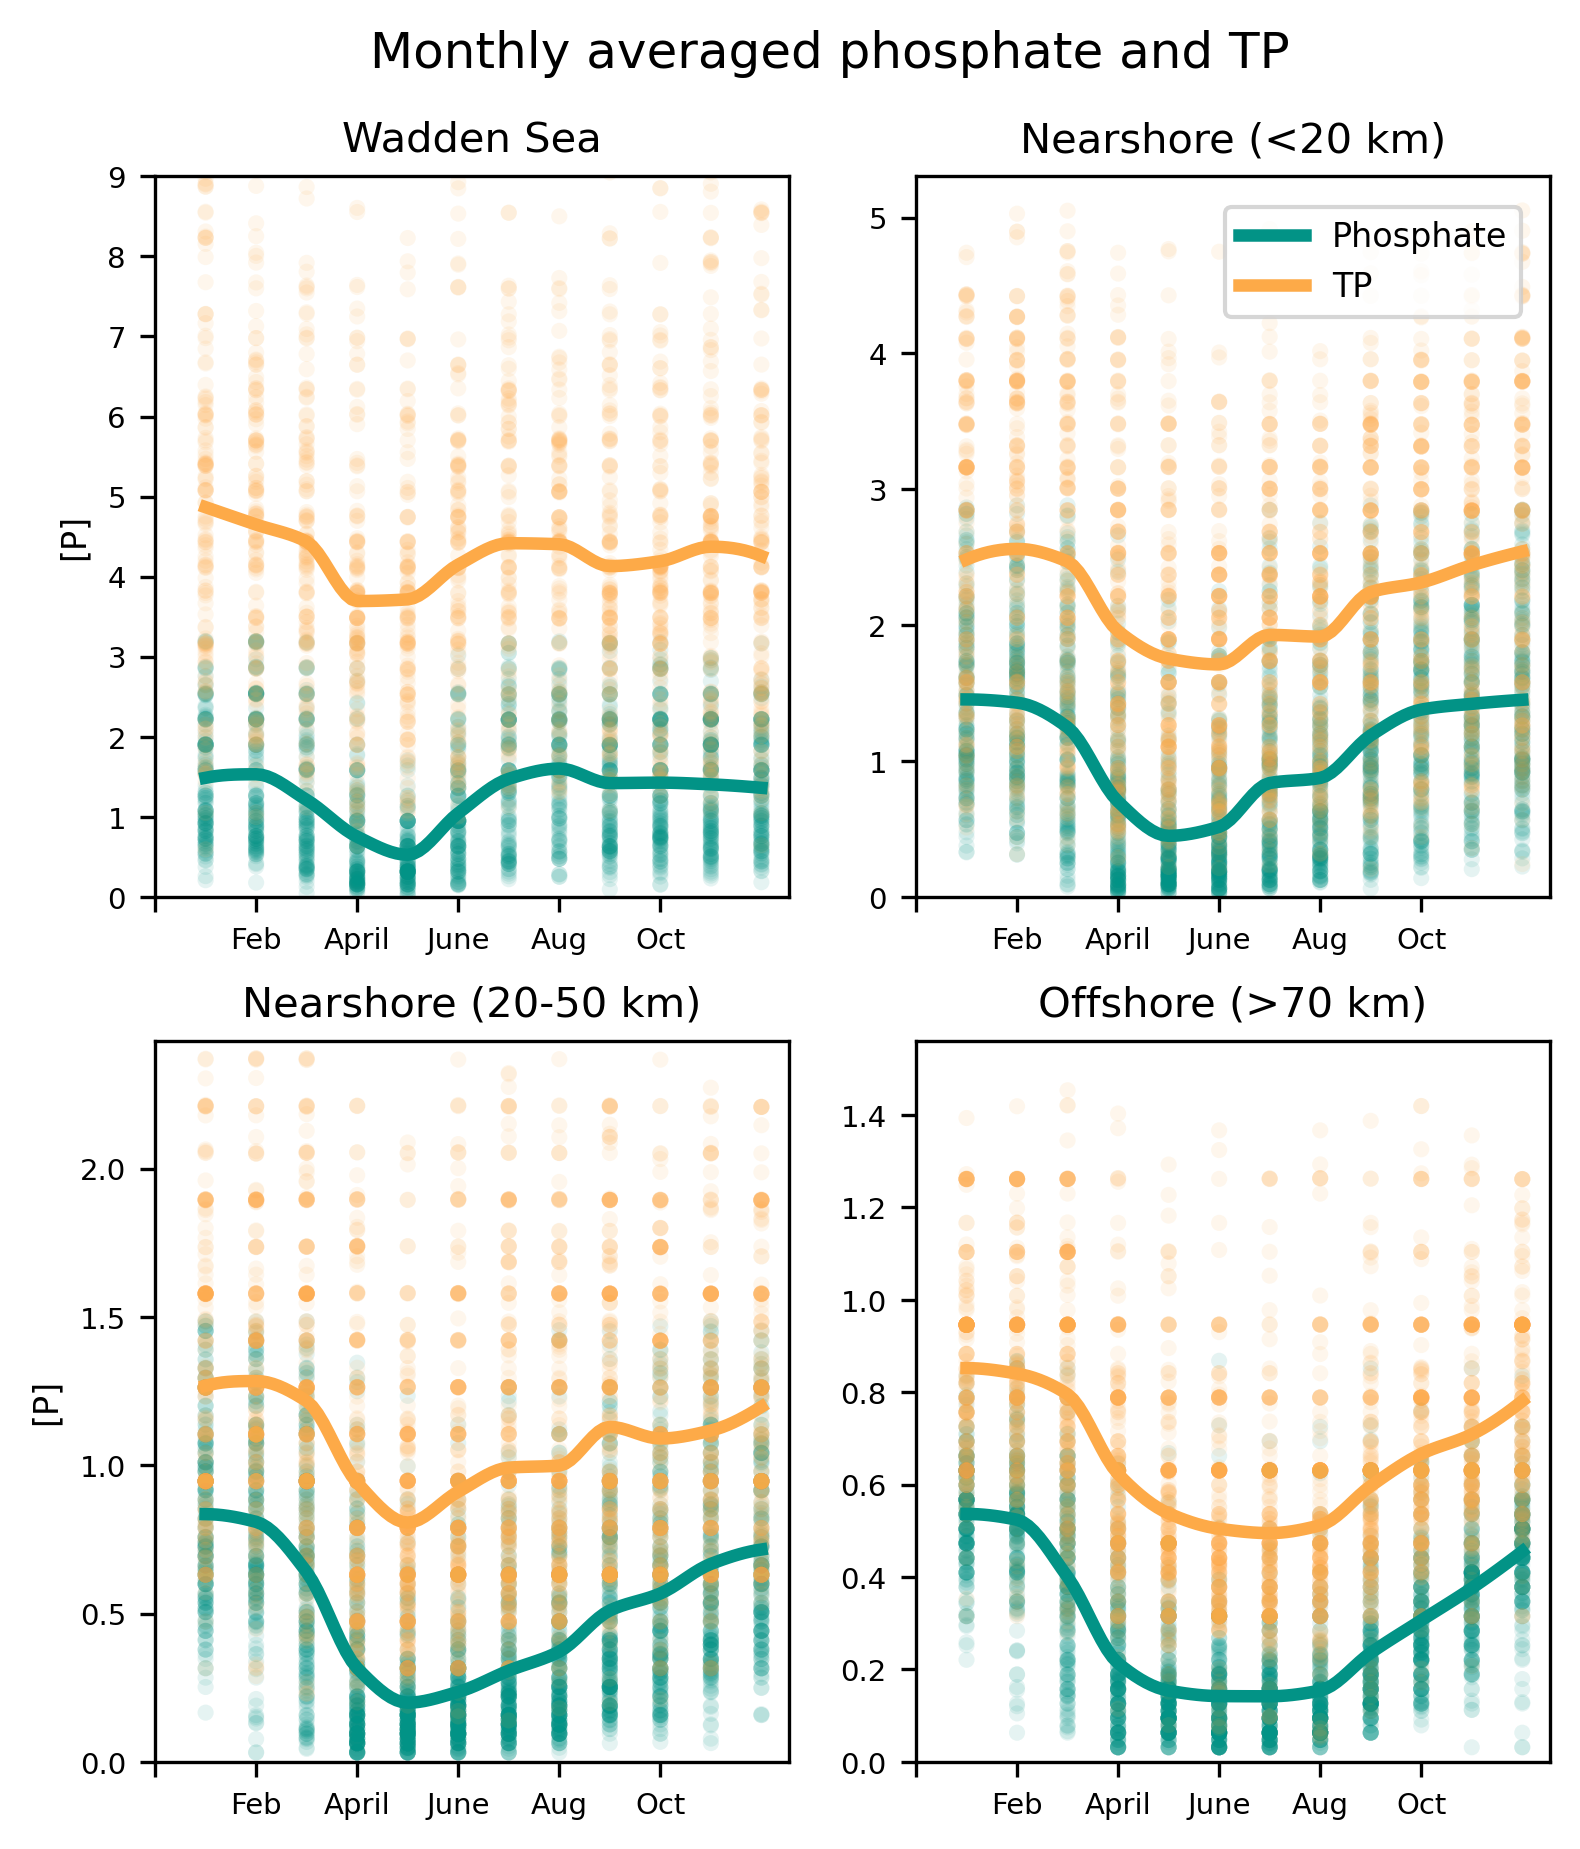 Monthly averaged phosphate and TP
Wadden Sea
9
8
7
6
5
4
3
2
1
0
[P]
Feb April June Aug Oct
Nearshore (<20 km)
Phosphate
TP
5
4
3
2
1
0
Feb April June Aug Oct
Nearshore (20-50 km)
2.0
1.5
1.0
0.5
0.0
[P]
Feb April June Aug Oct
Offshore (>70 km)
1.4
1.2
1.0
0.8
0.6
0.4
0.2
0.0
Feb April June Aug Oct